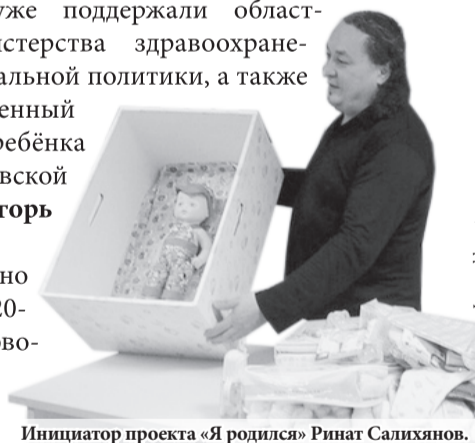 уже поддержали област-
истерства здравоохране-
альной политики, а также
енный
ребёнка
вской
горь
но
20-
ово-
Инициатор проекта «Я родился» Ринат Салихянов.